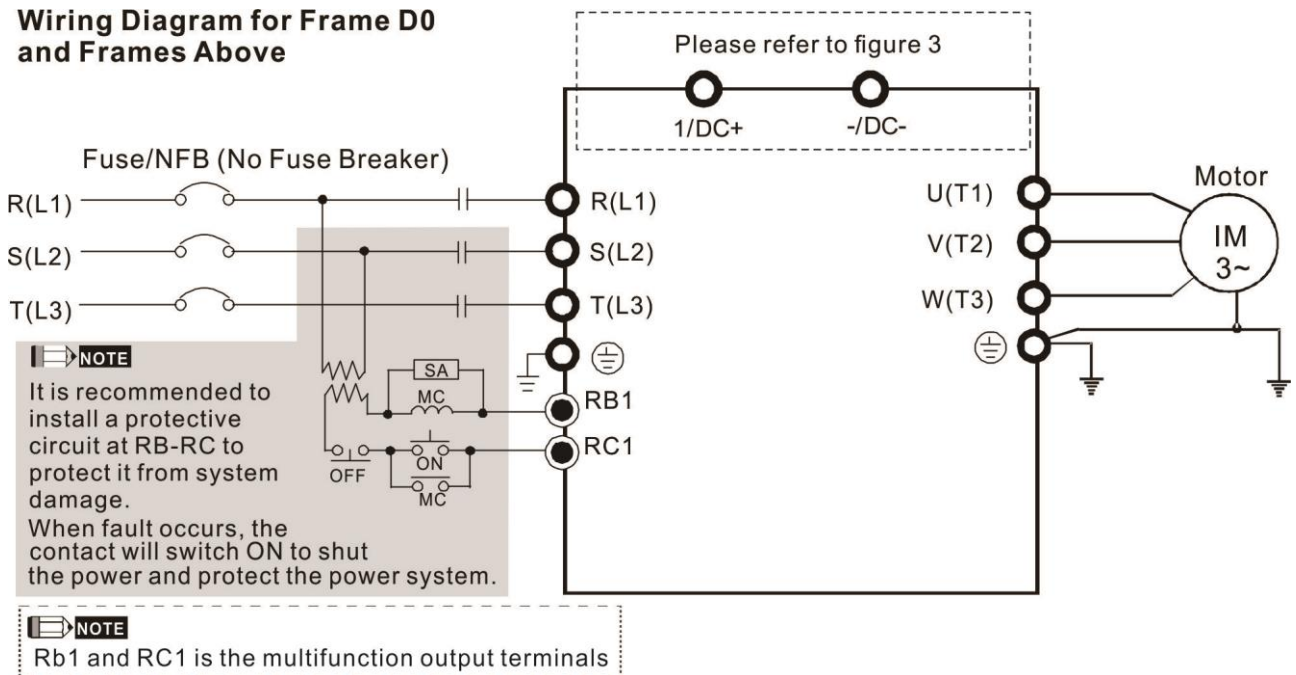 Wiring Diagram for Frame D0
and Frames Above
Please refer to figure 3
1/DC+
-/DC-
Fuse/NFB (No Fuse Breaker)
R(L1)
S(L2)
T(L3)
R(L1)
S(L2)
T(L3)
RB1
RC1
U(T1)
V(T2)
W(T3)
Motor
IM
3~
SA
MC
OFF
ON
MC
NOTE
It is recommended to
install a protective
circuit at RB-RC to
protect it from system
damage.
When fault occurs, the
contact will switch ON to shut
the power and protect the power system.
NOTE
Rb1 and RC1 is the multifunction output terminals